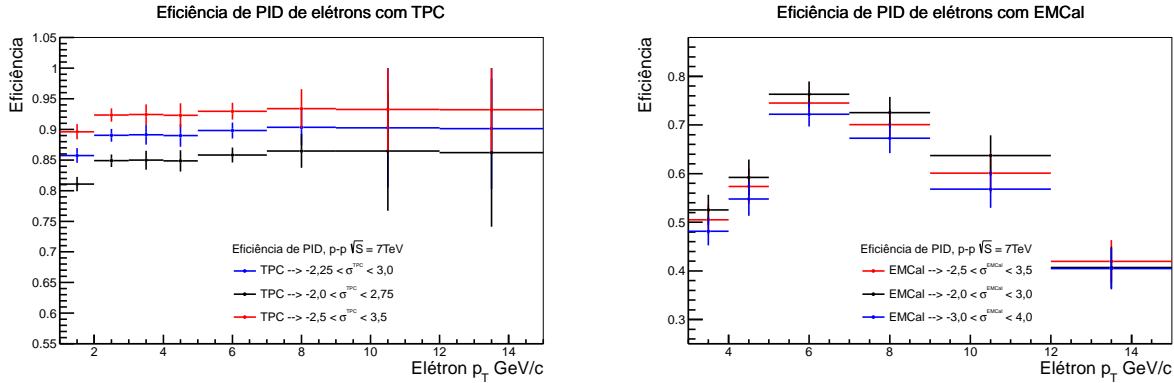 Eficiência de PID de elétrons com TPC
Eficiência
1.05
1
0.95
0.9
0.85
0.8
0.75
0.7
0.65
0.6
0.55
Eficiência de PID, p-p √S = 7TeV
TPC --> -2,25 < σ^TPC < 3,0
TPC --> -2,0 < σ^TPC < 2,75
TPC --> -2,5 < σ^TPC < 3,5
2 4 6 8 10 12 14
Elétron p_T GeV/c
Eficiência de PID de elétrons com EMCal
Eficiência
0.8
0.7
0.6
0.5
0.4
0.3
Eficiência de PID, p-p √S = 7TeV
EMCal --> -2,5 < σ^EMCal < 3,5
EMCal --> -2,0 < σ^EMCal < 3,0
EMCal --> -3,0 < σ^EMCal < 4,0
4 6 8 10 12 14
Elétron p_T GeV/c